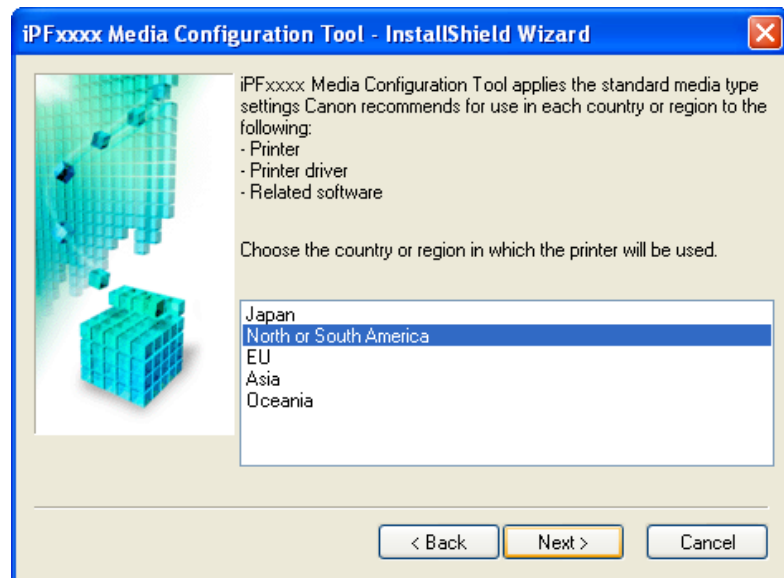 iPFxxxx Media Configuration Tool - InstallShield Wizard
iPFxxxx Media Configuration Tool applies the standard media type
settings Canon recommends for use in each country or region to the
following:
- Printer
- Printer driver
- Related software
Choose the country or region in which the printer will be used.
Japan
North or South America
EU
Asia
Oceania
< Back
Next >
Cancel